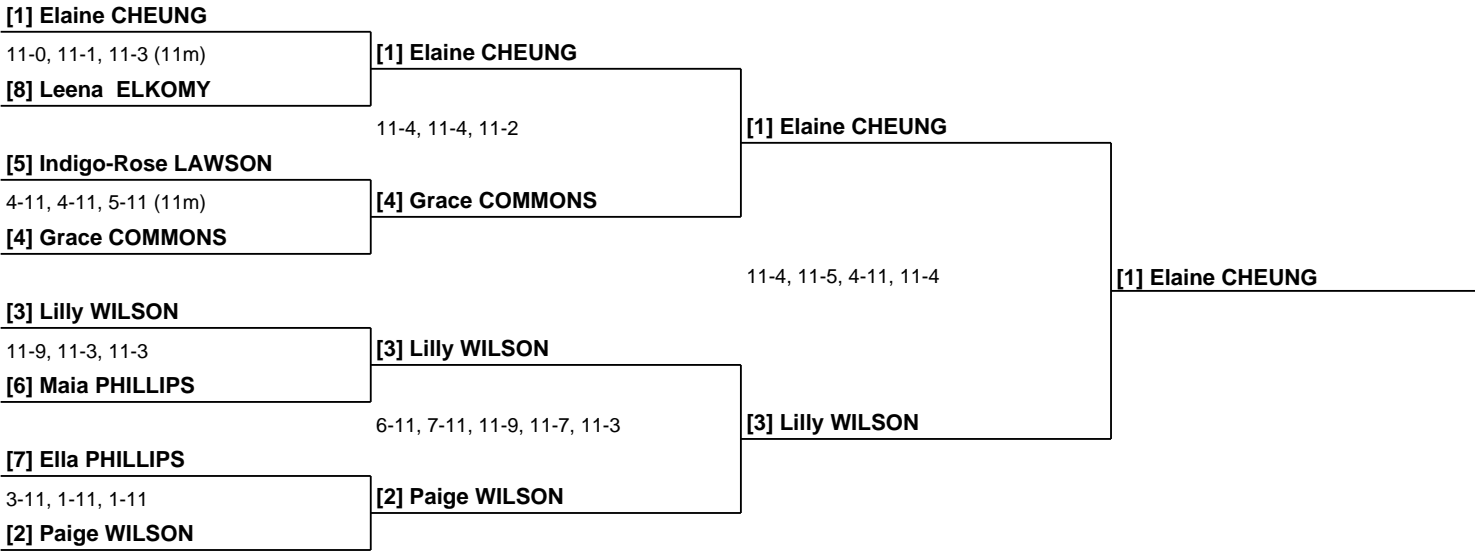 [1] Elaine CHEUNG
11-0, 11-1, 11-3 (11m)
[1] Elaine CHEUNG
[8] Leena  ELKOMY
11-4, 11-4, 11-2
[1] Elaine CHEUNG
[5] Indigo-Rose LAWSON
4-11, 4-11, 5-11 (11m)
[4] Grace COMMONS
[4] Grace COMMONS
11-4, 11-5, 4-11, 11-4
[1] Elaine CHEUNG
[3] Lilly WILSON
11-9, 11-3, 11-3
[3] Lilly WILSON
[6] Maia PHILLIPS
6-11, 7-11, 11-9, 11-7, 11-3
[3] Lilly WILSON
[7] Ella PHILLIPS
3-11, 1-11, 1-11
[2] Paige WILSON
[2] Paige WILSON